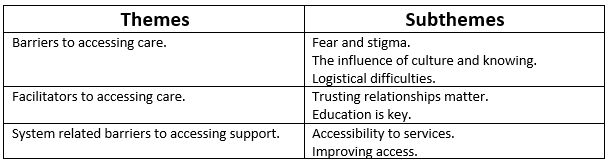 Themes Subthemes
Barriers to accessing care. Fear and stigma.
The influence of culture and knowing.
Logistical difficulties.
Facilitators to accessing care. Trusting relationships matter.
Education is key.
System related barriers to accessing support. Accessibility to services.
Improving access.